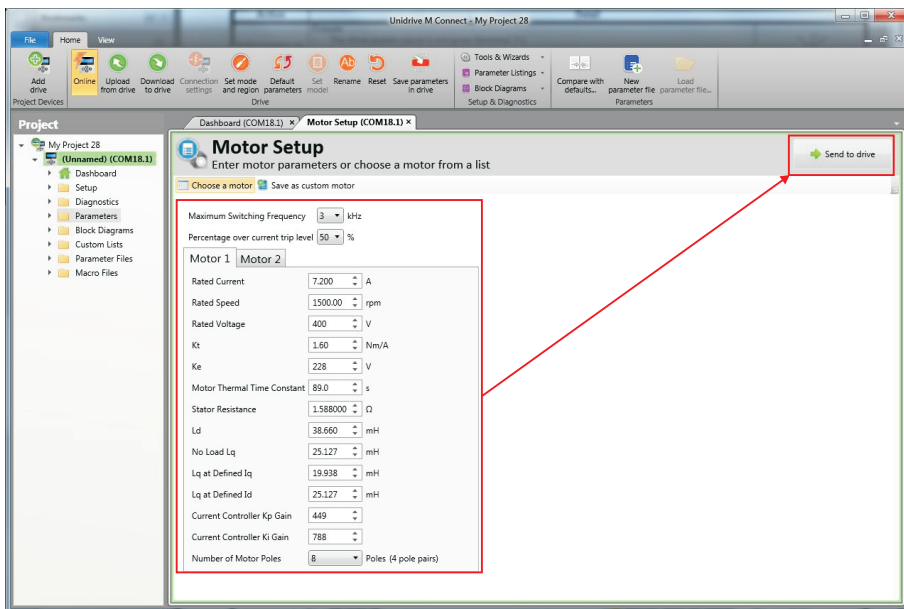 Unidrive M Connect - My Project 28
File Home View
Add drive
Online
Upload from drive
Download to drive
Connection settings
Set mode and region
Default parameters
Set model
Rename
Reset
Save parameters in drive
Tools & Wizards
Parameter Listings
Block Diagrams
Compare with defaults...
New parameter file
Load parameter file...
Project Devices
Drive
Setup & Diagnostics
Parameters
Project
Dashboard (COM18.1) × Motor Setup (COM18.1) ×
My Project 28
(Unnamed) (COM18.1)
Dashboard
Setup
Diagnostics
Parameters
Block Diagrams
Custom Lists
Parameter Files
Macro Files
Motor Setup
Enter motor parameters or choose a motor from a list
Send to drive
Choose a motor Save as custom motor
Maximum Switching Frequency 3 kHz
Percentage over current trip level 50 %
Motor 1 Motor 2
Rated Current 7.200 A
Rated Speed 1500.00 rpm
Rated Voltage 400 V
Kt 1.60 Nm/A
Ke 228 V
Motor Thermal Time Constant 89.0 s
Stator Resistance 1.588000 Ω
Ld 38.660 mH
No Load Lq 25.127 mH
Lq at Defined Iq 19.938 mH
Lq at Defined Id 25.127 mH
Current Controller Kp Gain 449
Current Controller Ki Gain 788
Number of Motor Poles 8 Poles (4 pole pairs)